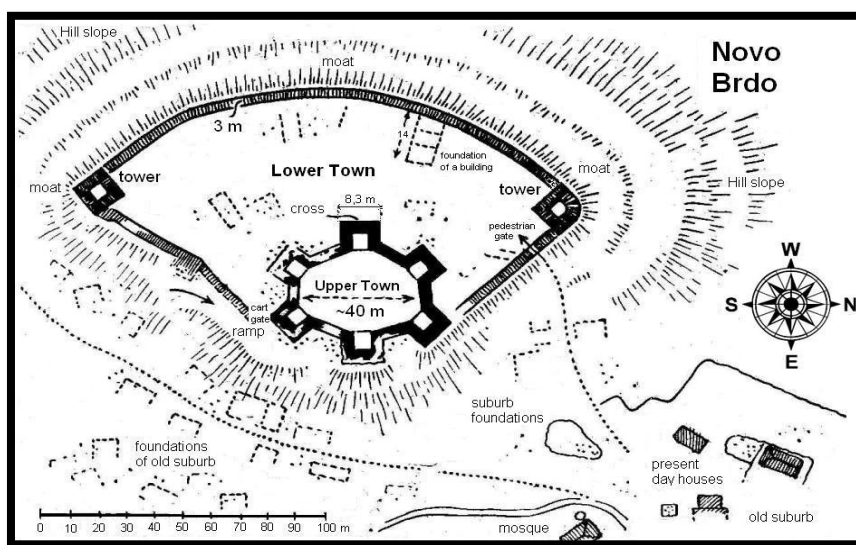 Hill slope
moat
Novo
Brdo
3 m
14
foundation
of a building
Lower Town
moat
tower
tower
moat
Hill slope
cross
8,3 m
pedestrian
gate
Upper Town
~40 m
cart
gate
ramp
W
S
N
E
suburb
foundations
foundations
of old suburb
present
day houses
old suburb
mosque
0 10 20 30 40 50 60 70 80 90 100 m